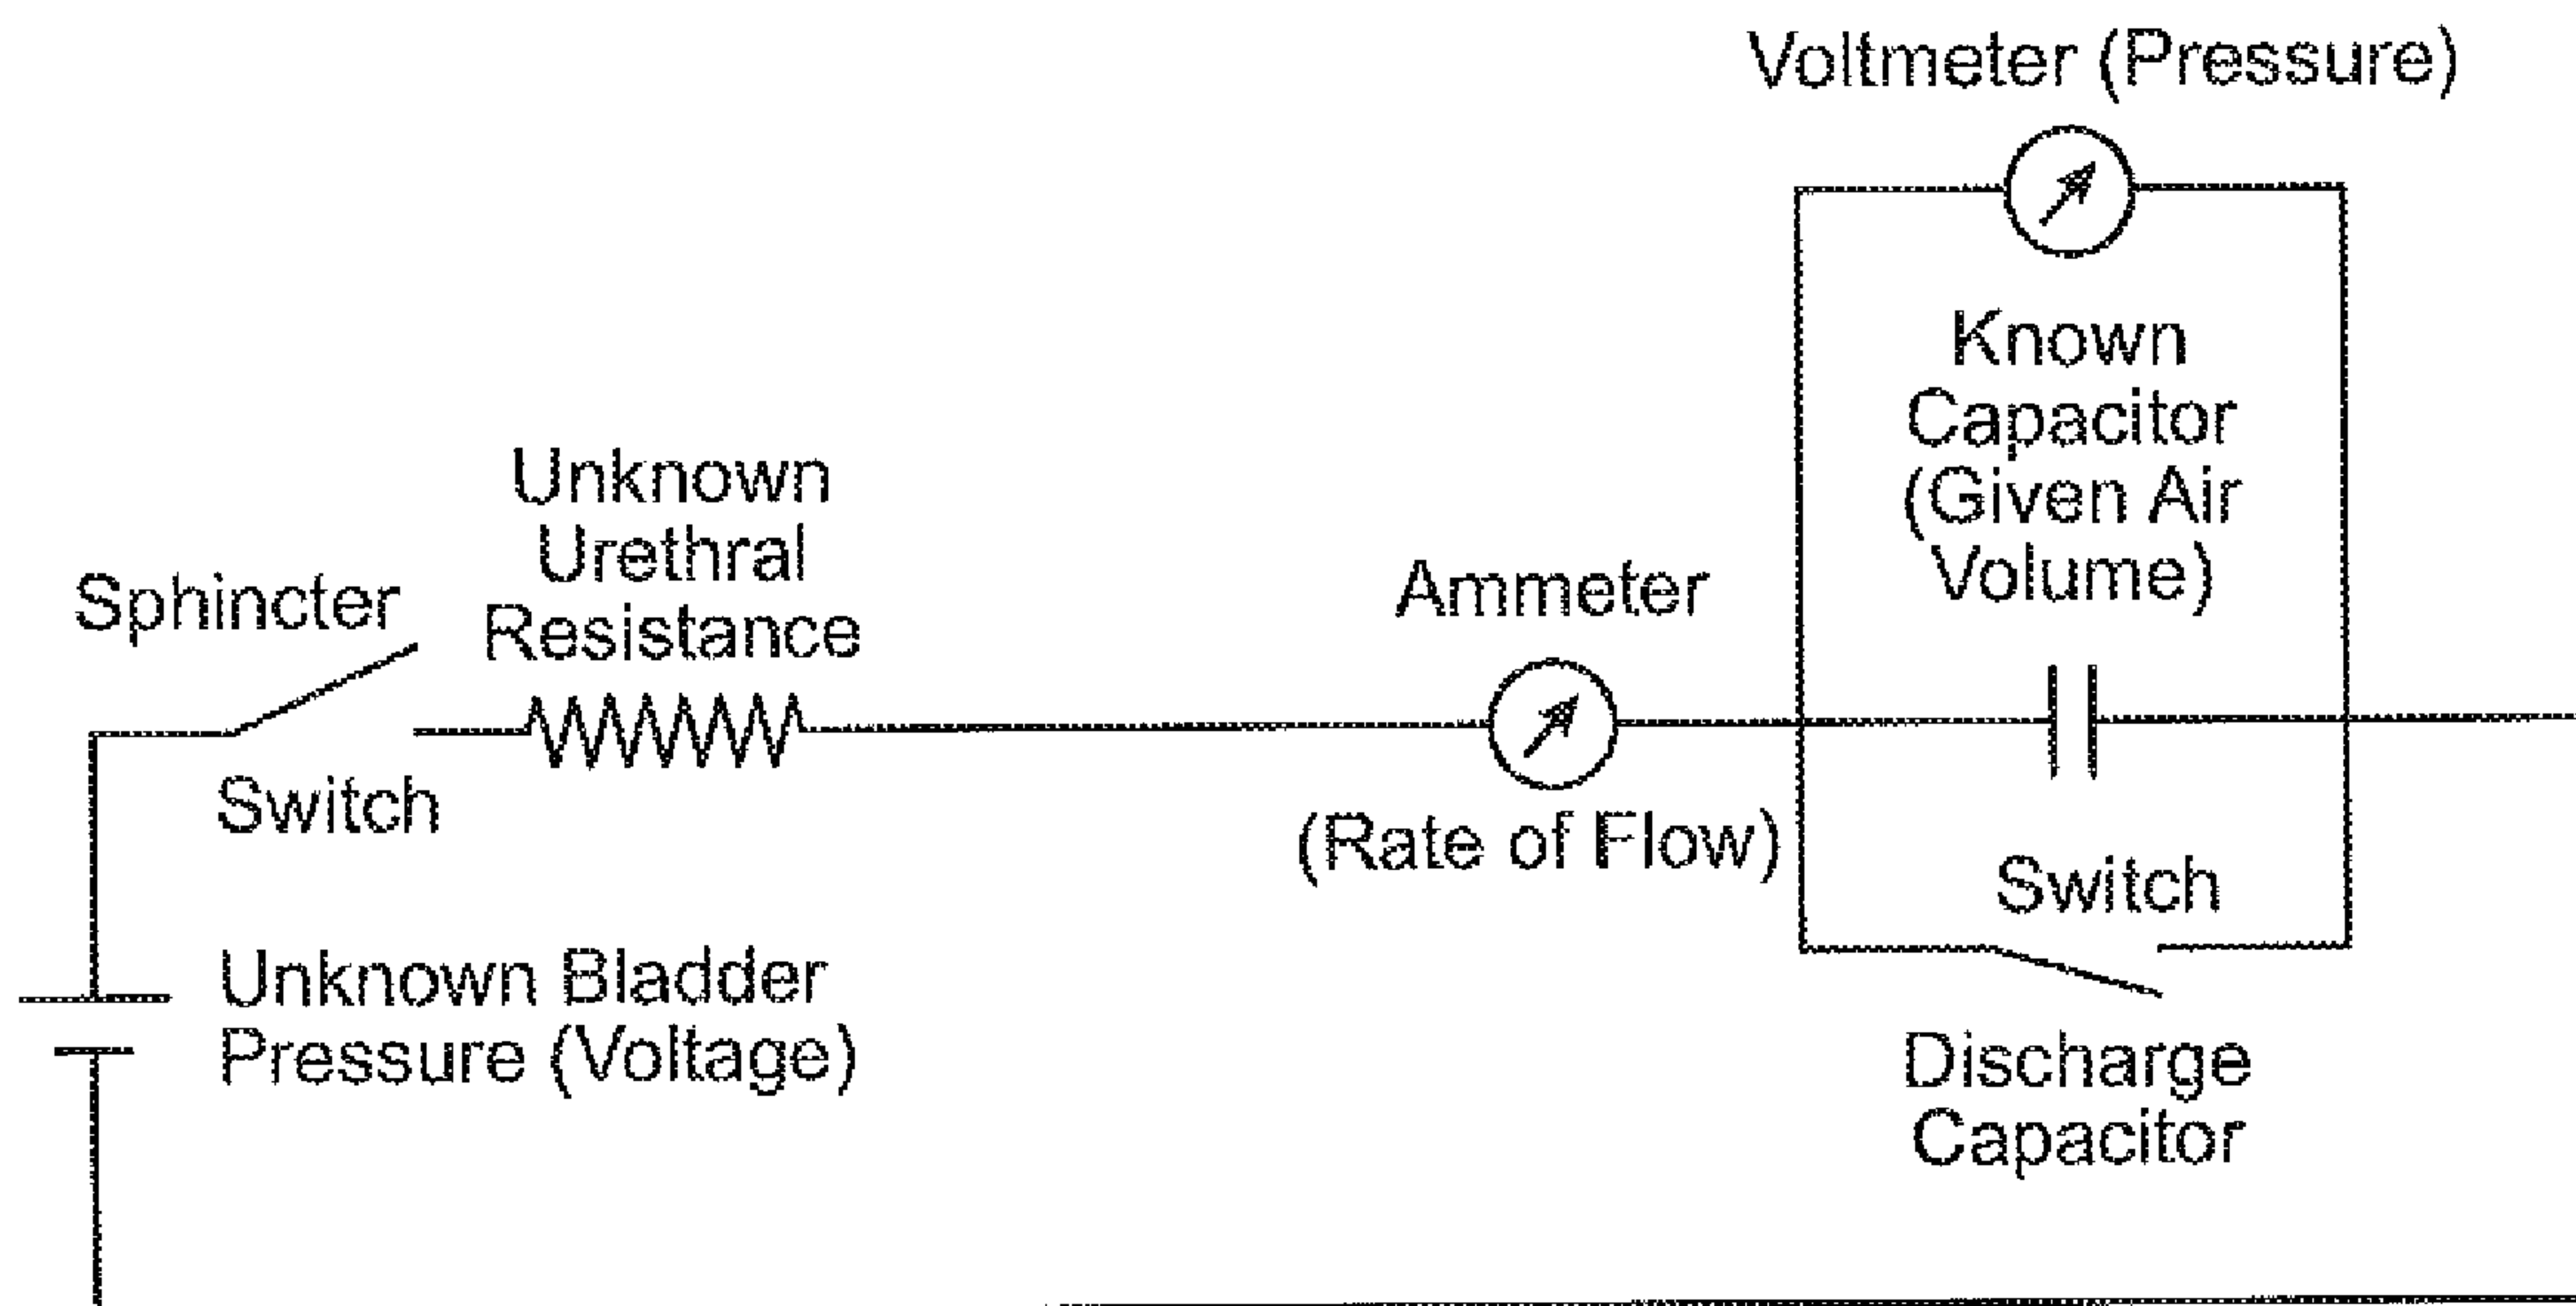 Voltmeter (Pressure)
Known
Capacitor
(Given Air
Volume)
Unknown
Urethral
Resistance
Sphincter
Switch
Ammeter
(Rate of Flow)
Switch
Discharge
Capacitor
Unknown Bladder
Pressure (Voltage)